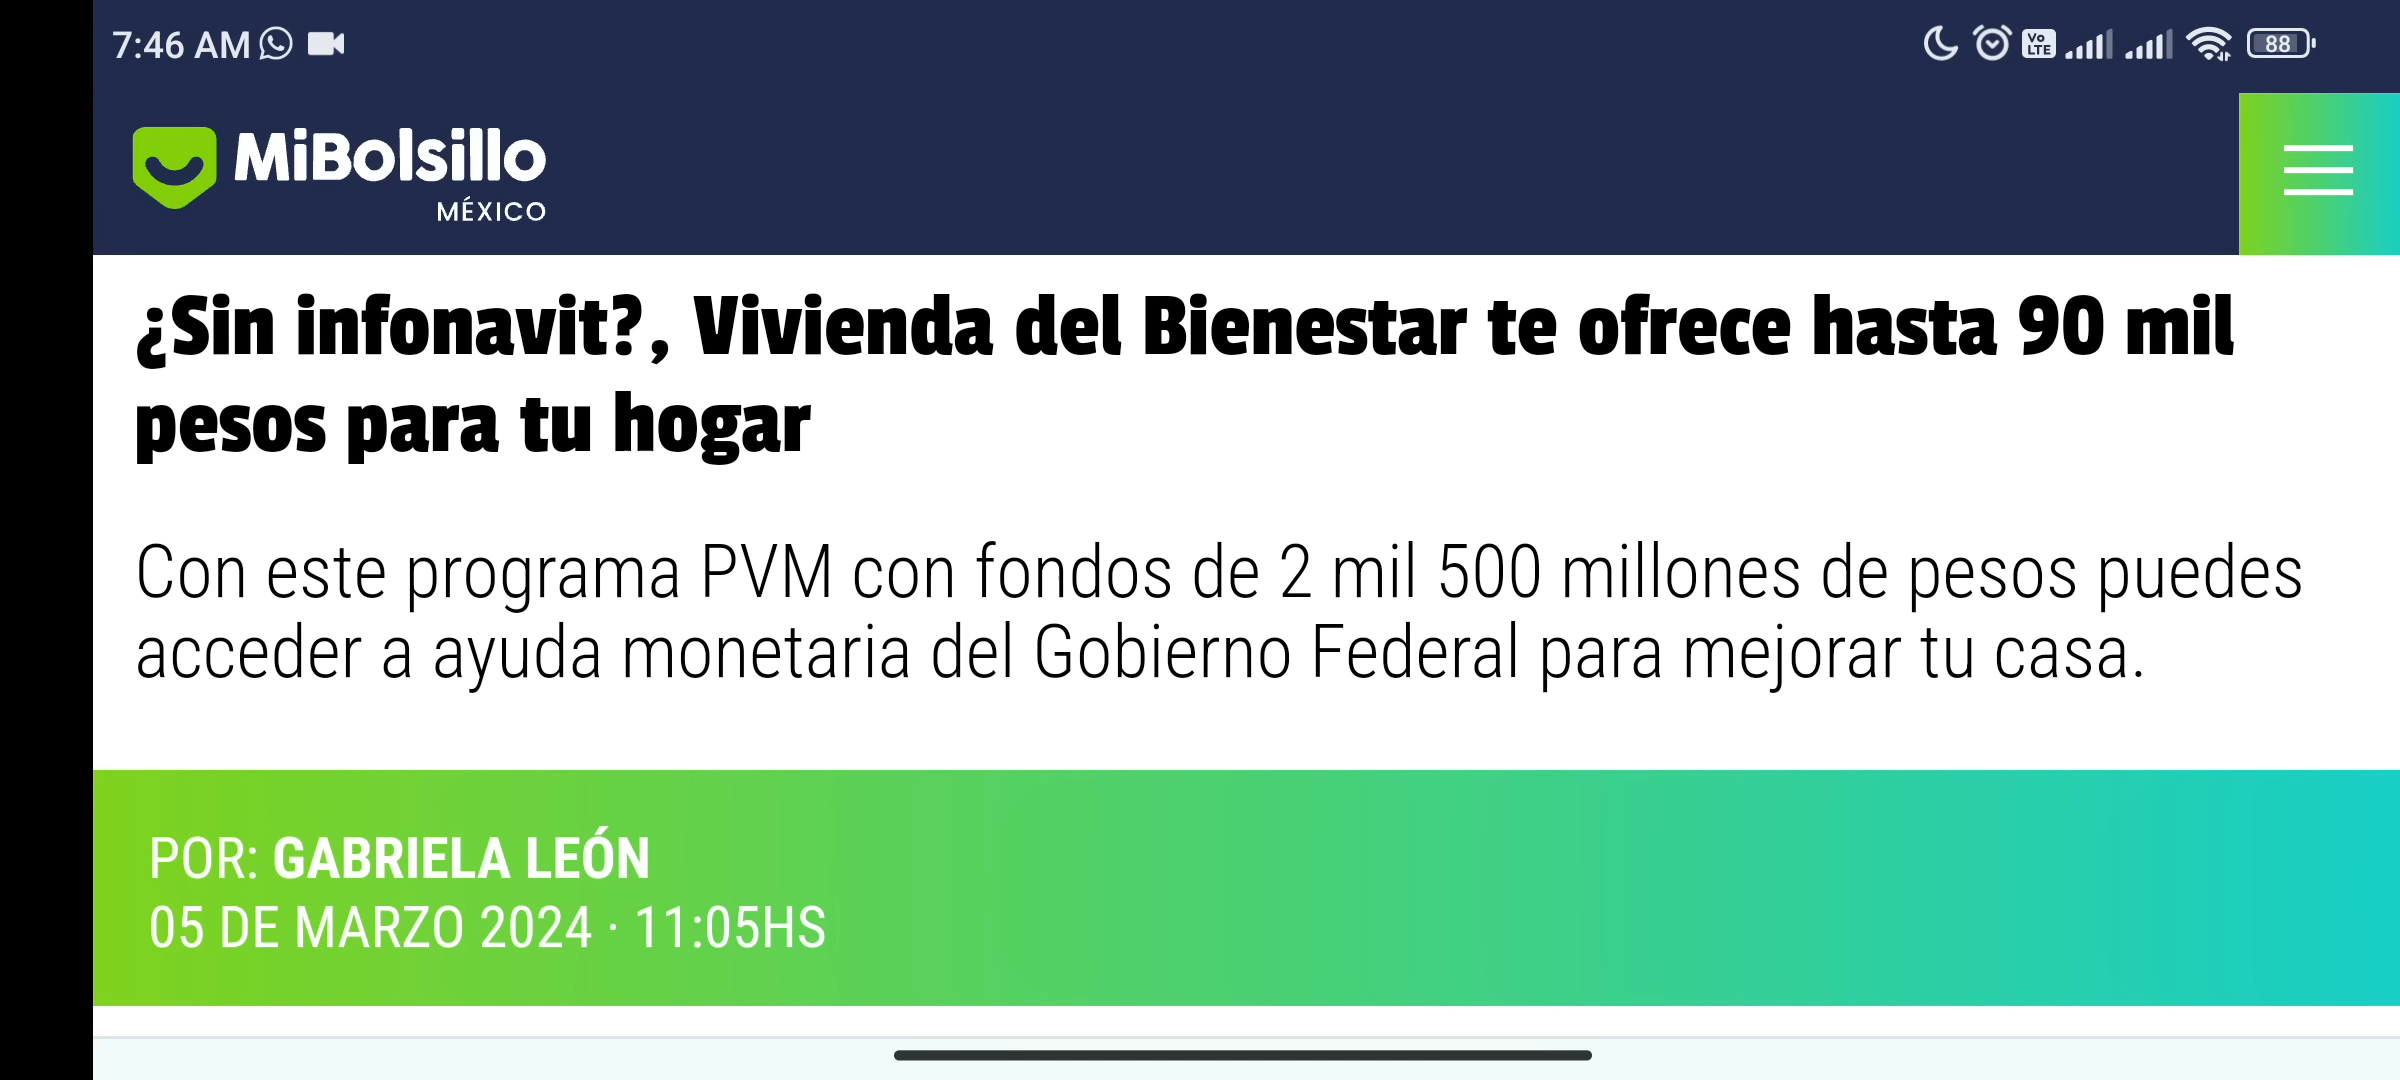 7:46 AM
Vo LTE
88
MiBolsillo
MÉXICO
¿Sin infonavit?, Vivienda del Bienestar te ofrece hasta 90 mil
pesos para tu hogar
Con este programa PVM con fondos de 2 mil 500 millones de pesos puedes
acceder a ayuda monetaria del Gobierno Federal para mejorar tu casa.
POR: GABRIELA LEÓN
05 DE MARZO 2024 · 11:05HS